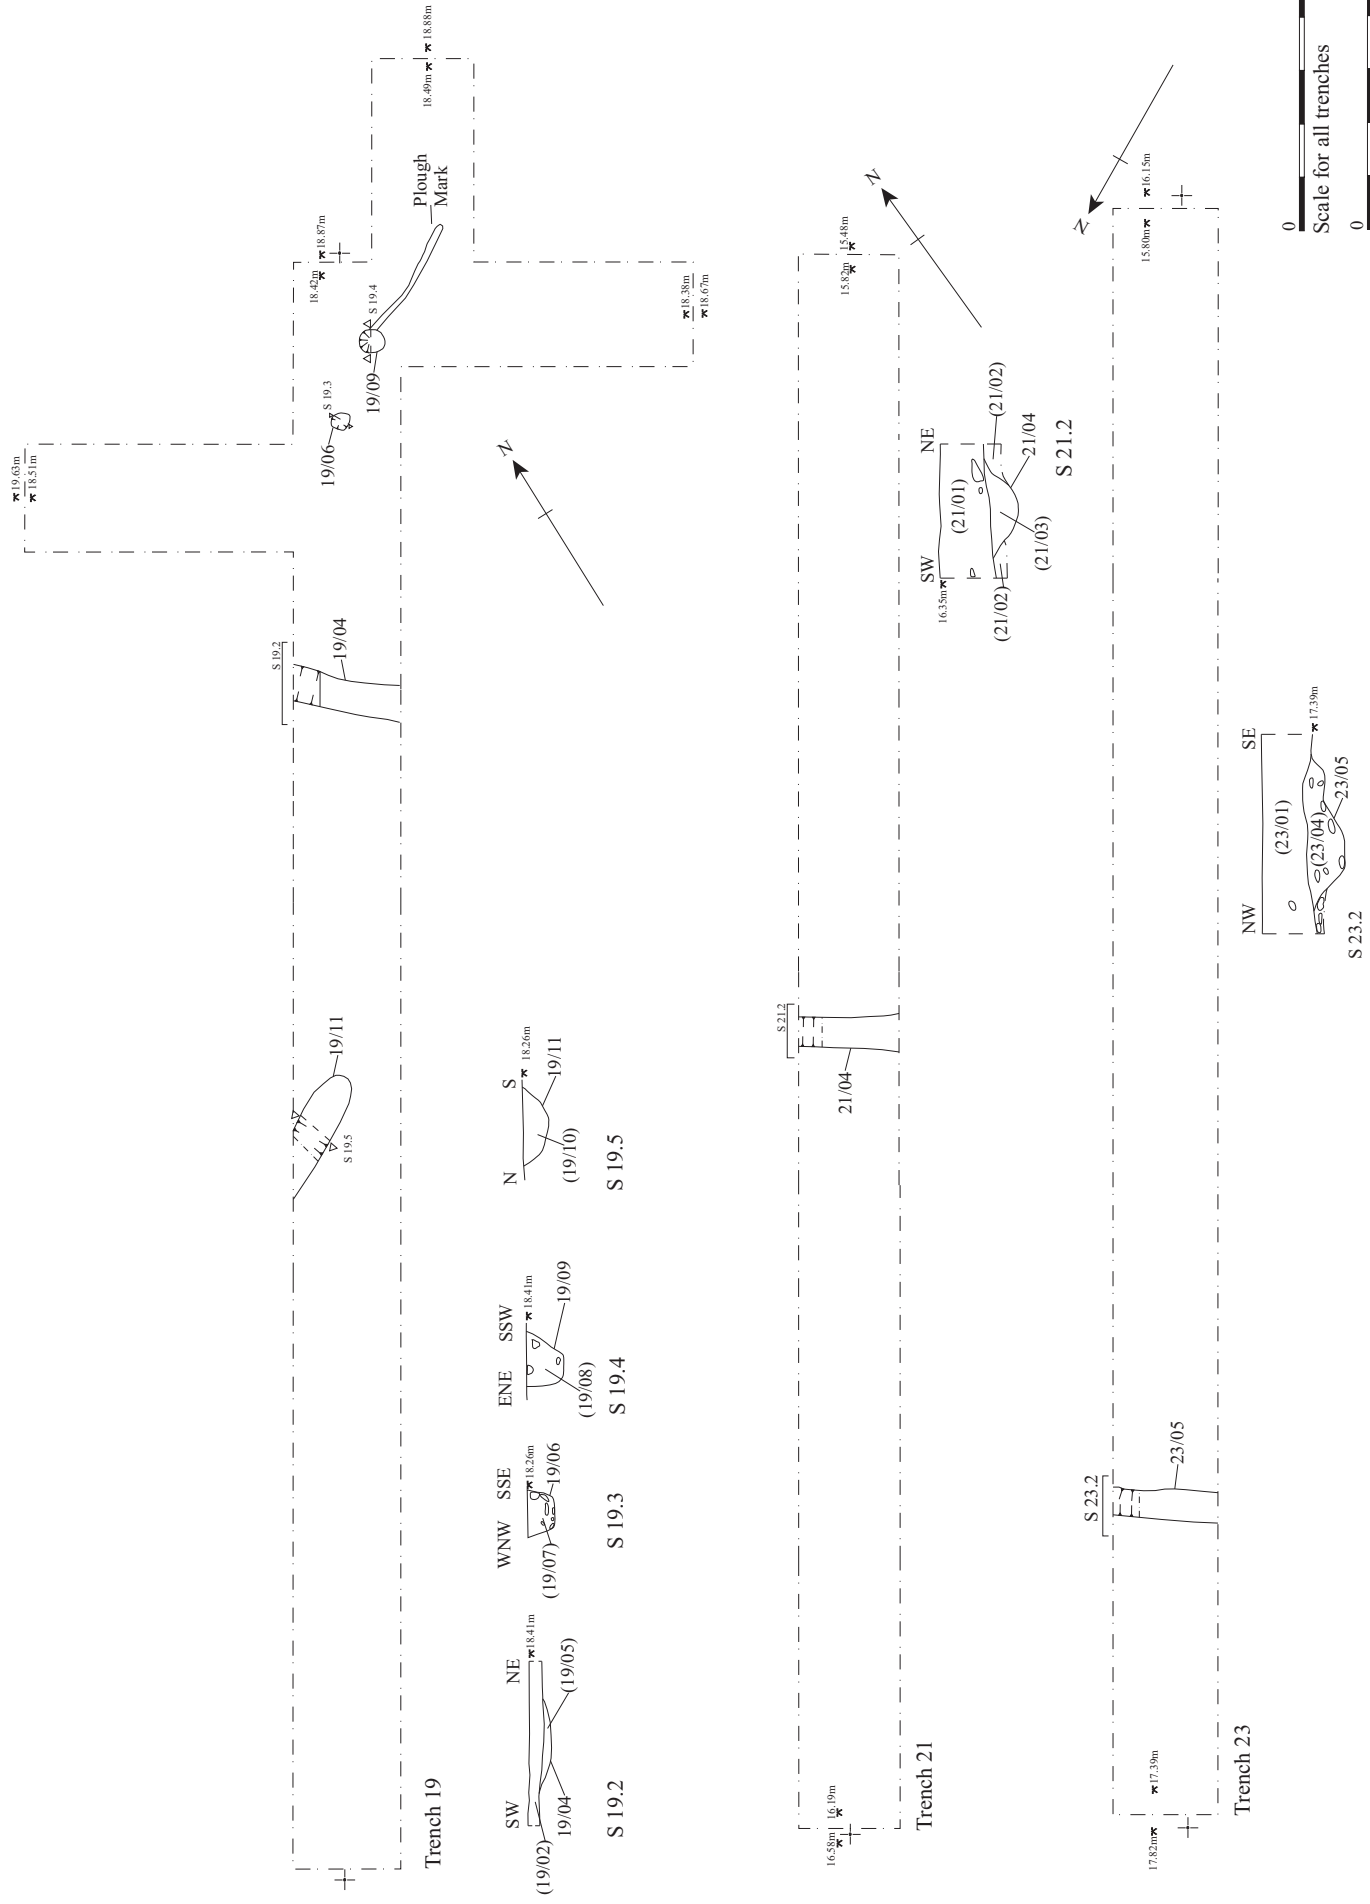 19.63m
18.51m
18.87m
18.42m
18.88m
18.49m
Plough
Mark
S 19.4
19/09
S 19.3
19/06
18.38m
18.67m
N
S 19.2
19/04
19/11
S 19.5
Trench 19
SW
NE
18.41m
(19/02)
19/04
(19/05)
S 19.2
WNW
SSE
18.26m
(19/07)
19/06
S 19.3
ENE
SSW
18.41m
(19/08)
19/09
S 19.4
N
S
18.26m
(19/10)
19/11
S 19.5
15.48m
15.82m
N
S 21.2
21/04
16.19m
16.58m
Trench 21
SW
NE
16.35m
(21/01)
(21/02)
(21/02)
21/04
(21/03)
S 21.2
N
16.15m
15.80m
S 23.2
23/05
17.39m
17.82m
Trench 23
NW
SE
17.39m
(23/01)
(23/04)
23/05
S 23.2
0
Scale for all trenches
0